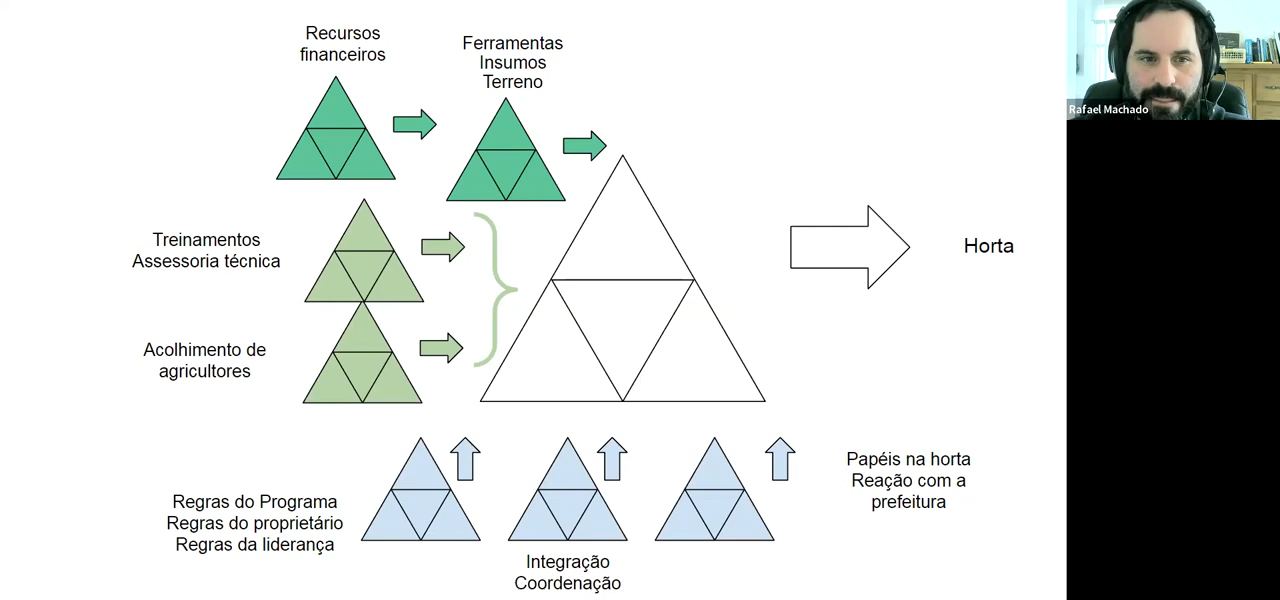 Recursos
financeiros
Ferramentas
Insumos
Terreno
Rafael Machado
Treinamentos
Assessoria técnica
Horta
Acolhimento de
agricultores
Regras do Programa
Regras do proprietário
Regras da liderança
Integração
Coordenação
Papéis na horta
Reação com a
prefeitura